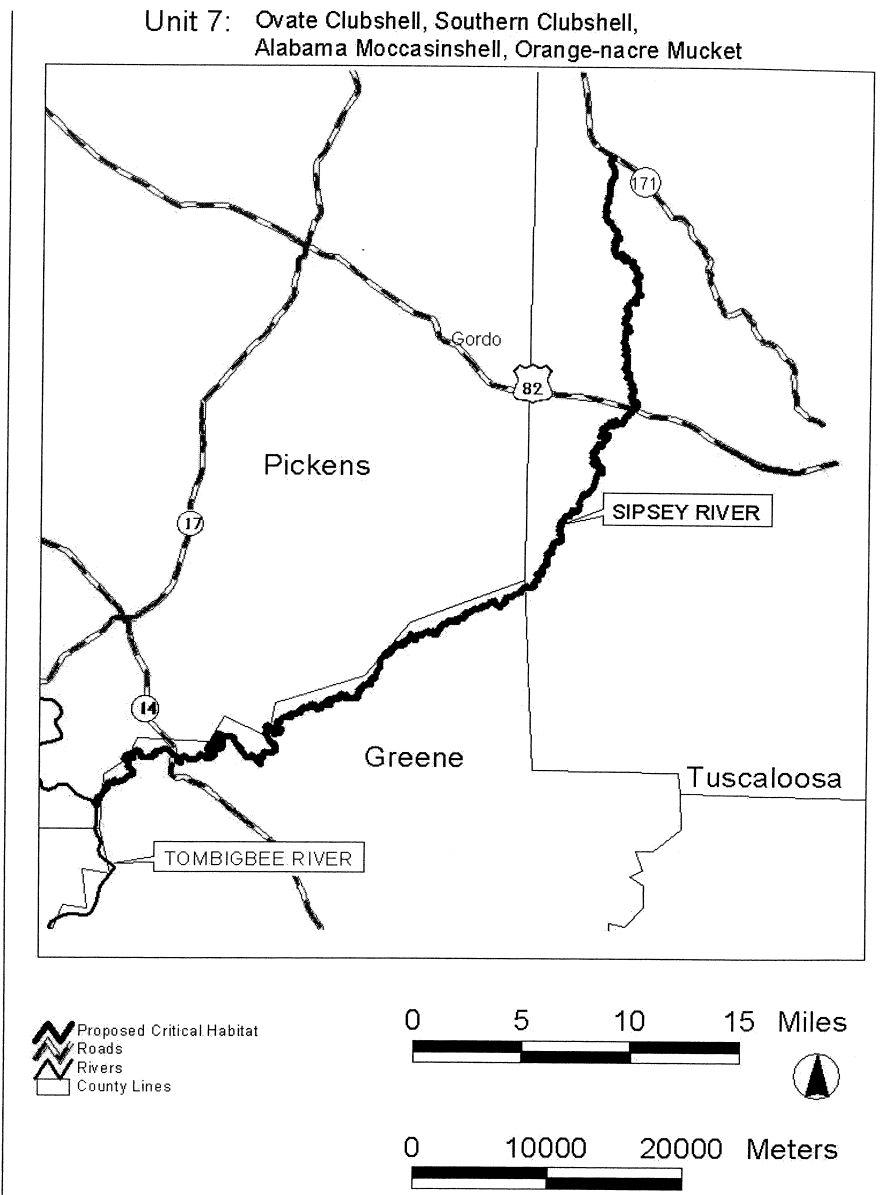 Unit 7: Ovate Clubshell, Southern Clubshell,
Alabama Moccasinshell, Orange-nacre Mucket
171
Gordo
82
Pickens
17
SIPSEY RIVER
14
Greene
Tuscaloosa
TOMBIGBEE RIVER
Proposed Critical Habitat
Roads
Rivers
County Lines
0 5 10 15 Miles
0 10000 20000 Meters